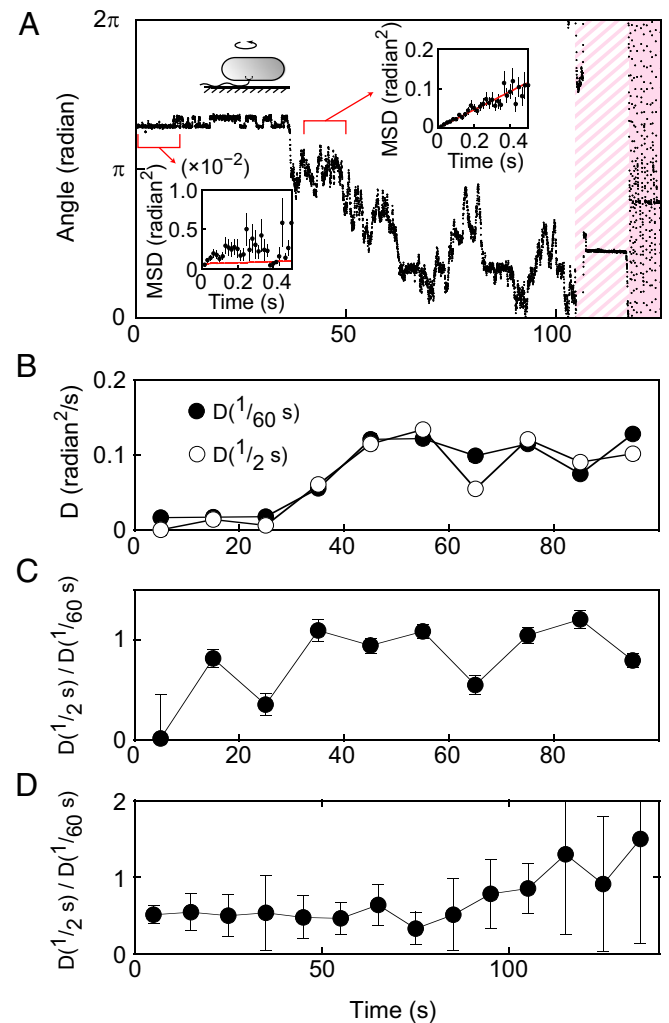 A
2π
π
0
Angle (radian)
0
50
100
MSD (radian²)
0.2
0.1
0
0
0.2
0.4
Time (s)
(×10⁻²)
MSD (radian²)
1.0
0.5
0
0
0.2
0.4
Time (s)
B
0.2
0.1
0
D (radian²/s)
D(1/60 s)
D(1/2 s)
0
20
40
60
80
C
1
0
D(1/2 s) / D(1/60 s)
0
20
40
60
80
D
2
1
0
D(1/2 s) / D(1/60 s)
0
50
100
Time (s)